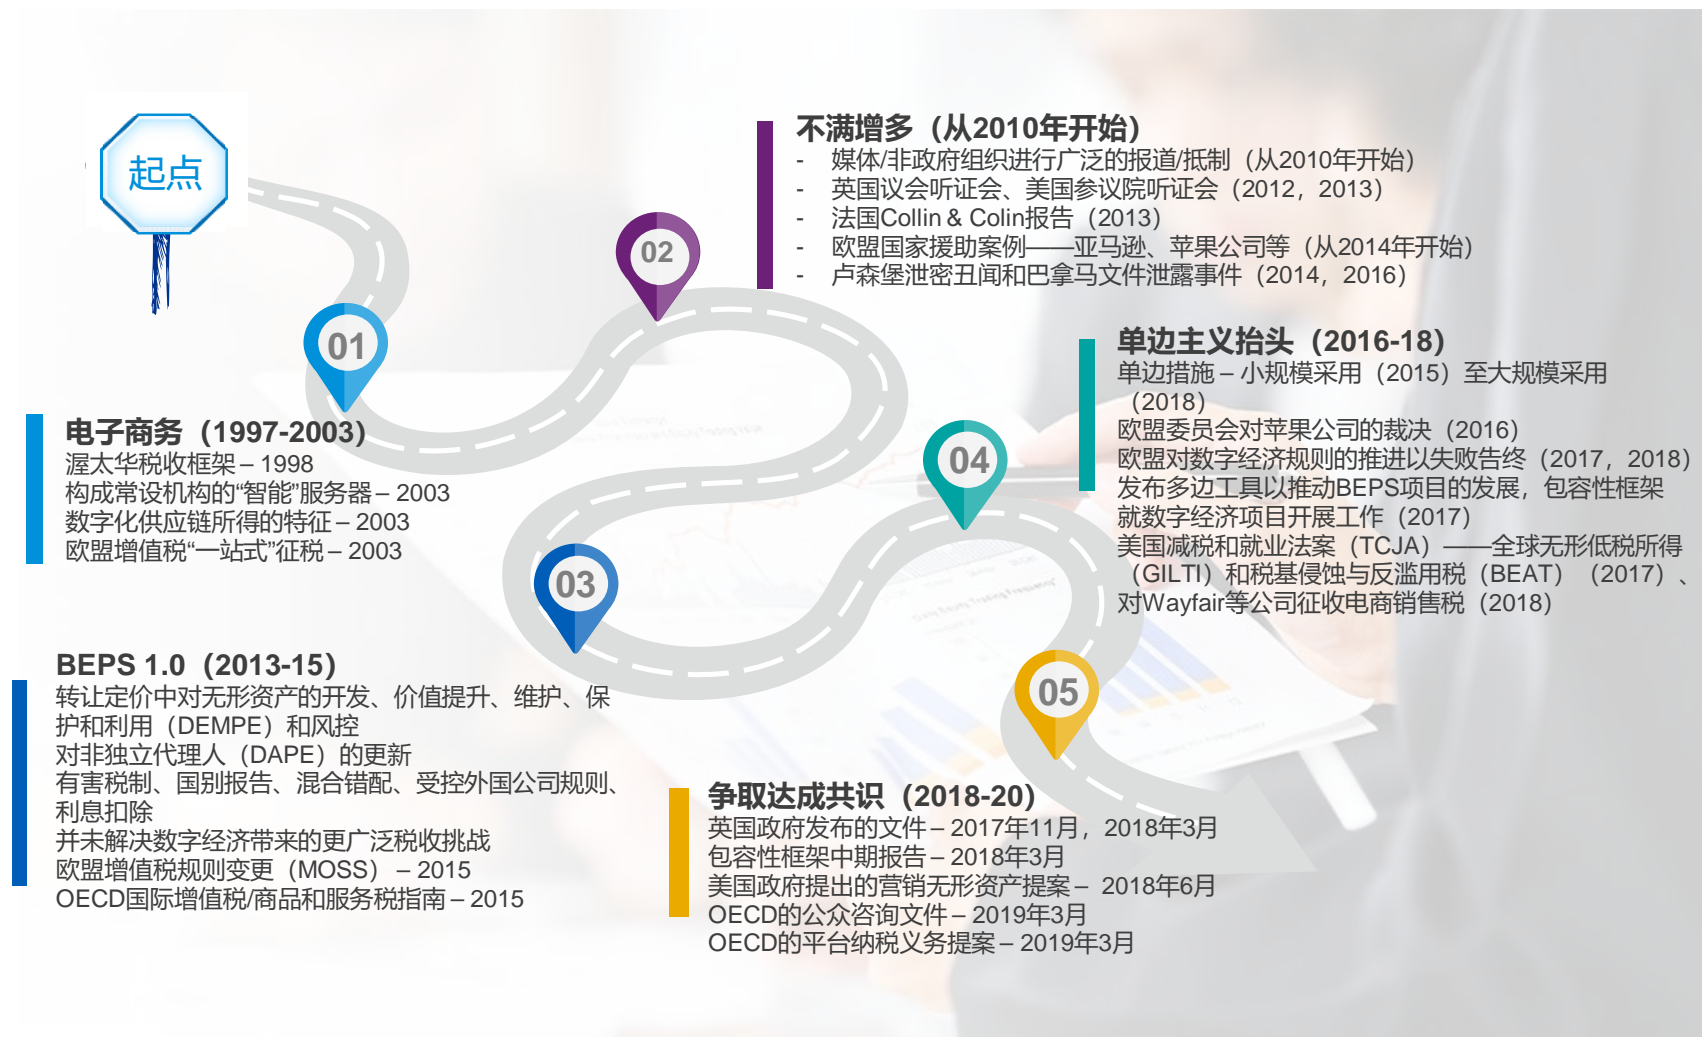 起点
01
电子商务（1997-2003）
渥太华税收框架 – 1998
构成常设机构的“智能”服务器 – 2003
数字化供应链所得的特征 – 2003
欧盟增值税“一站式”征税 – 2003
02
不满增多（从2010年开始）
- 媒体/非政府组织进行广泛的报道/抵制（从2010年开始）
- 英国议会听证会、美国参议院听证会（2012，2013）
- 法国Collin & Colin报告（2013）
- 欧盟国家援助案例——亚马逊、苹果公司等（从2014年开始）
- 卢森堡泄密丑闻和巴拿马文件泄露事件（2014，2016）
03
BEPS 1.0（2013-15）
转让定价中对无形资产的开发、价值提升、维护、保
护和利用（DEMPE）和风控
对非独立代理人（DAPE）的更新
有害税制、国别报告、混合错配、受控外国公司规则、
利息扣除
并未解决数字经济带来的更广泛税收挑战
欧盟增值税规则变更（MOSS） – 2015
OECD国际增值税/商品和服务税指南 – 2015
04
单边主义抬头（2016-18）
单边措施 – 小规模采用（2015）至大规模采用
（2018）
欧盟委员会对苹果公司的裁决（2016）
欧盟对数字经济规则的推进以失败告终（2017，2018）
发布多边工具以推动BEPS项目的发展，包容性框架
就数字经济项目开展工作（2017）
美国减税和就业法案（TCJA）——全球无形低税所得
（GILTI）和税基侵蚀与反滥用税（BEAT）（2017）、
对Wayfair等公司征收电商销售税（2018）
05
争取达成共识（2018-20）
英国政府发布的文件 – 2017年11月，2018年3月
包容性框架中期报告 – 2018年3月
美国政府提出的营销无形资产提案 – 2018年6月
OECD的公众咨询文件 – 2019年3月
OECD的平台纳税义务提案 – 2019年3月